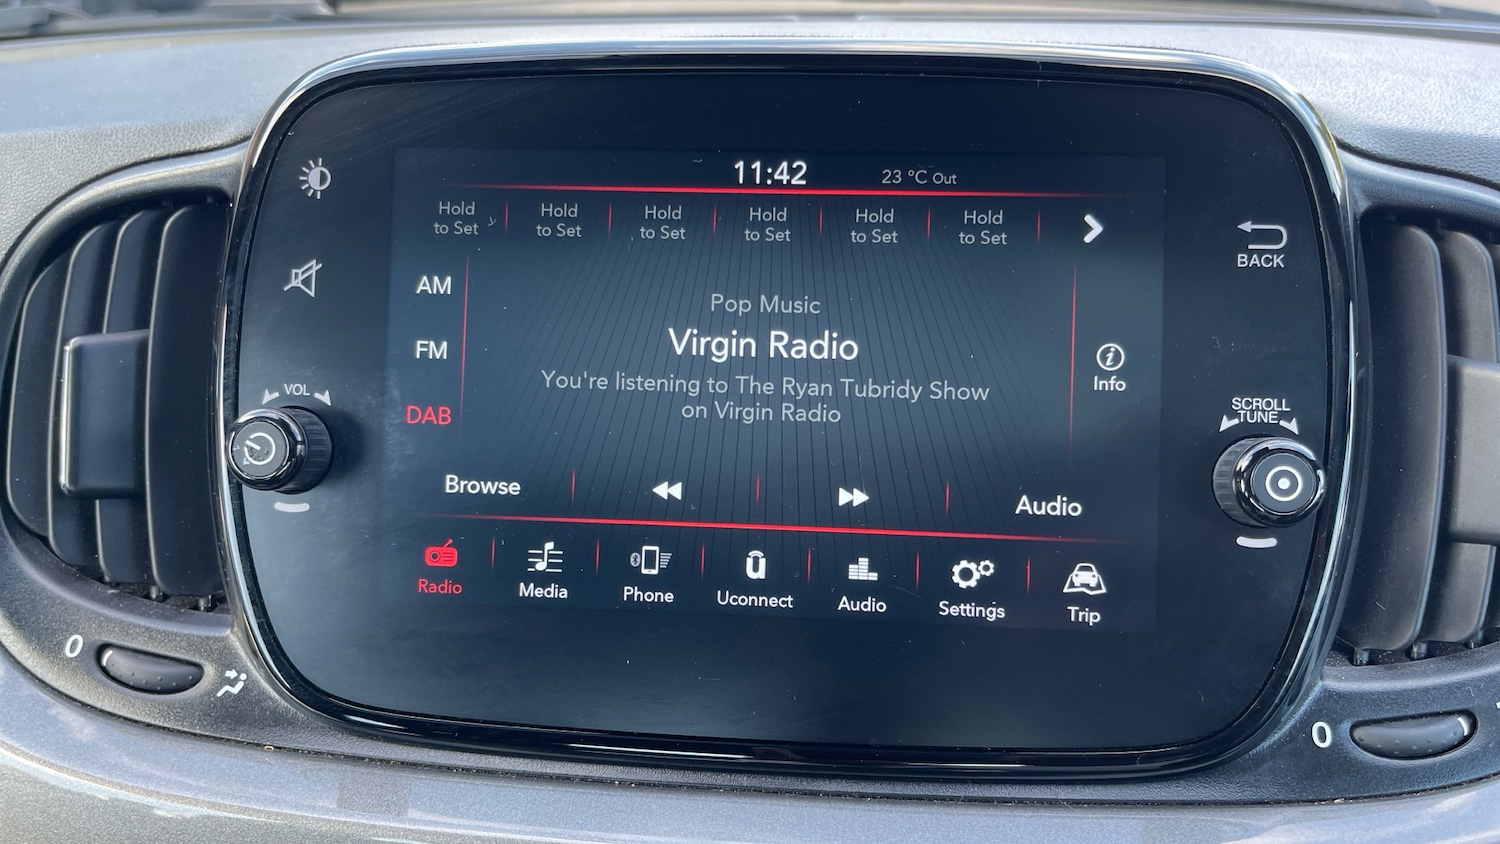 11:42
23 °C Out
Hold
to Set
Hold
to Set
Hold
to Set
Hold
to Set
Hold
to Set
Hold
to Set
BACK
AM
FM
DAB
Pop Music
Virgin Radio
You're listening to The Ryan Tubridy Show
on Virgin Radio
Info
VOL
SCROLL
TUNE
Browse
Audio
Radio
Media
Phone
Uconnect
Audio
Settings
Trip
0
0